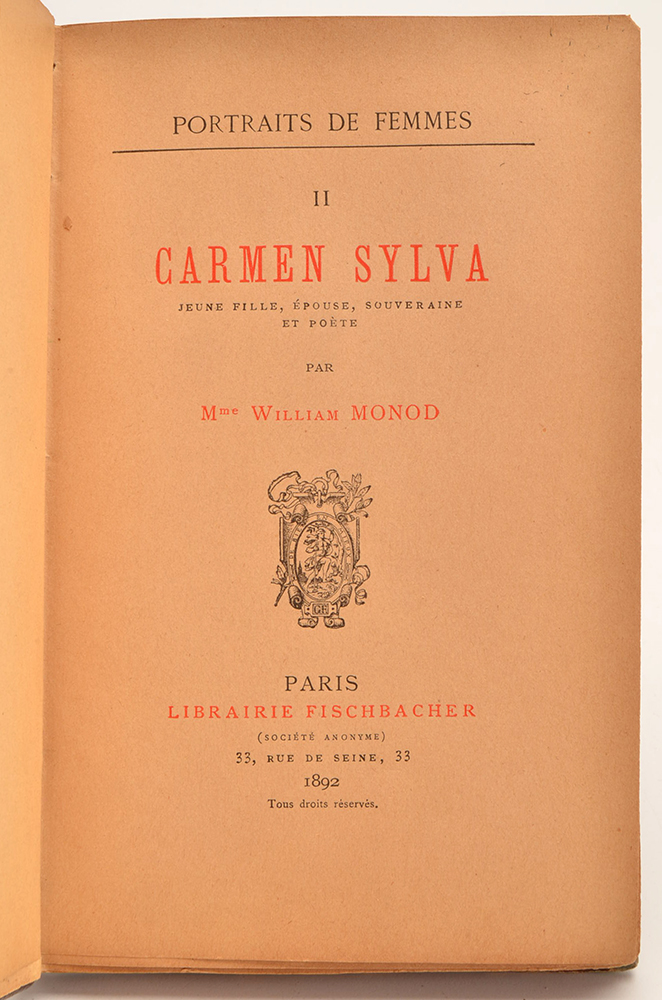 PORTRAITS DE FEMMES
II
CARMEN SYLVA
JEUNE FILLE, ÉPOUSE, SOUVERAINE
ET POÈTE
PAR
Mme WILLIAM MONOD
PARIS
LIBRAIRIE FISCHBACHER
(SOCIÉTÉ ANONYME)
33, RUE DE SEINE, 33
1892
Tous droits réservés.